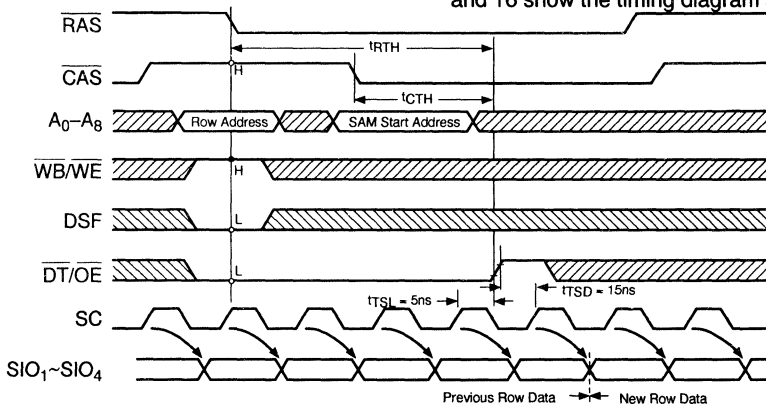 and 16 show the timing diagram
RAS
tRTH
CAS
H
tCTH
A0–A8
Row Address
SAM Start Address
WB/WE
H
DSF
L
DT/OE
L
tTSL = 5ns
tTSD = 15ns
SC
SIO1~SIO4
Previous Row Data
New Row Data